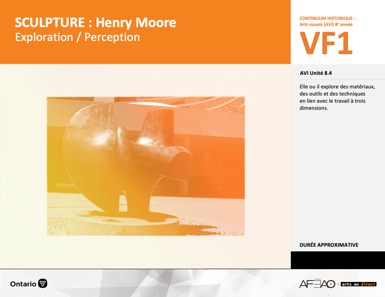 SCULPTURE : Henry Moore
Exploration / Perception
CONTINUUM HISTORIQUE :
Arts visuels (AVI) 8e année
VF1
AVI Unité 8.4
Elle ou il explore des matériaux,
des outils et des techniques
en lien avec le travail à trois
dimensions.
DURÉE APPROXIMATIVE
Ontario
AFÉAO - arts en direct